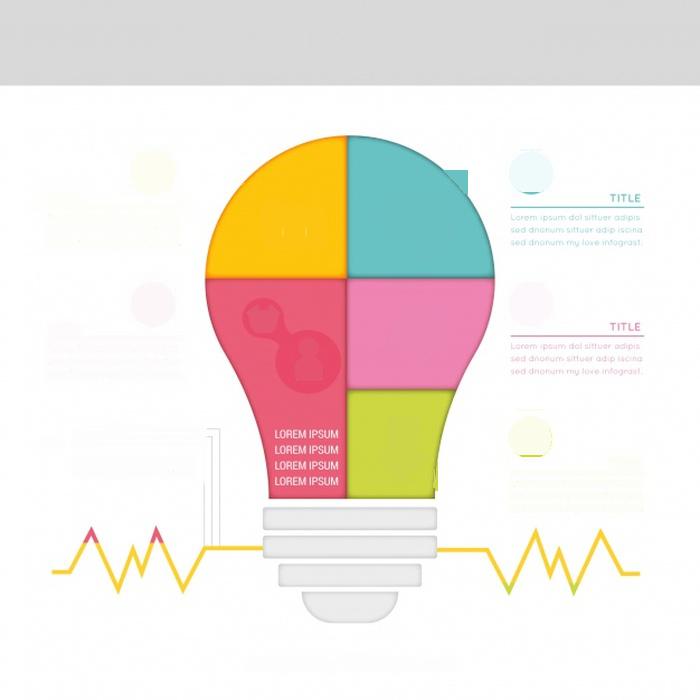 TITLE
Lorem ipsum dol sittuer adipis
sed dnonum sittuer adip iscina
sed dnonum my love infograst.
TITLE
Lorem ipsum dol sittuer adipis
sed dnonum sittuer adip iscina
sed dnonum my love infograst.
LOREM IPSUM
LOREM IPSUM
LOREM IPSUM
LOREM IPSUM